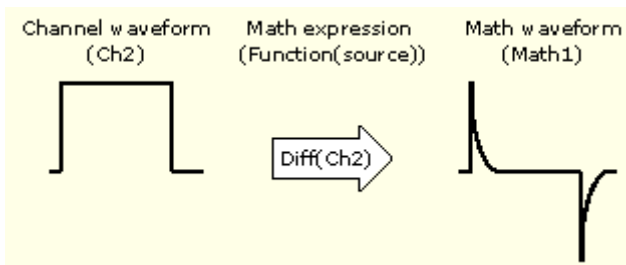 Channel waveform
(Ch2)
Math expression
(Function(source))
Math waveform
(Math1)
Diff(Ch2)